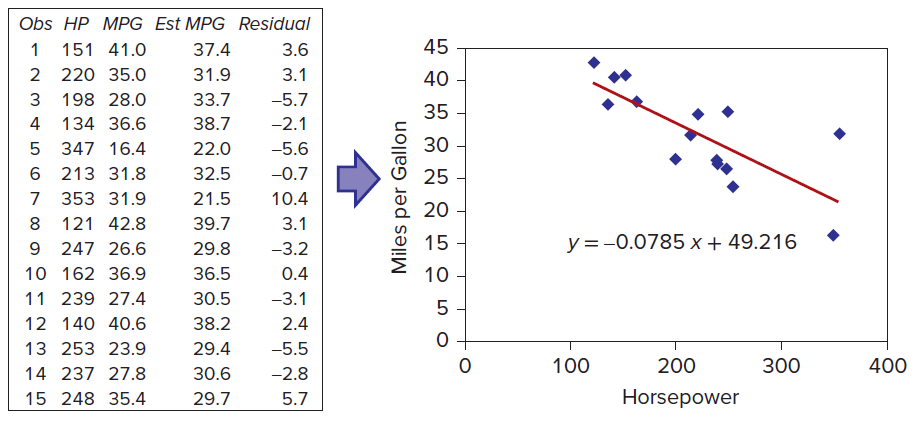 Obs HP MPG Est MPG Residual
1 151 41.0 37.4 3.6
2 220 35.0 31.9 3.1
3 198 28.0 33.7 –5.7
4 134 36.6 38.7 –2.1
5 347 16.4 22.0 –5.6
6 213 31.8 32.5 –0.7
7 353 31.9 21.5 10.4
8 121 42.8 39.7 3.1
9 247 26.6 29.8 –3.2
10 162 36.9 36.5 0.4
11 239 27.4 30.5 –3.1
12 140 40.6 38.2 2.4
13 253 23.9 29.4 –5.5
14 237 27.8 30.6 –2.8
15 248 35.4 29.7 5.7
Miles per Gallon
45
40
35
30
25
20
15
10
5
0
y = –0.0785 x + 49.216
0 100 200 300 400
Horsepower